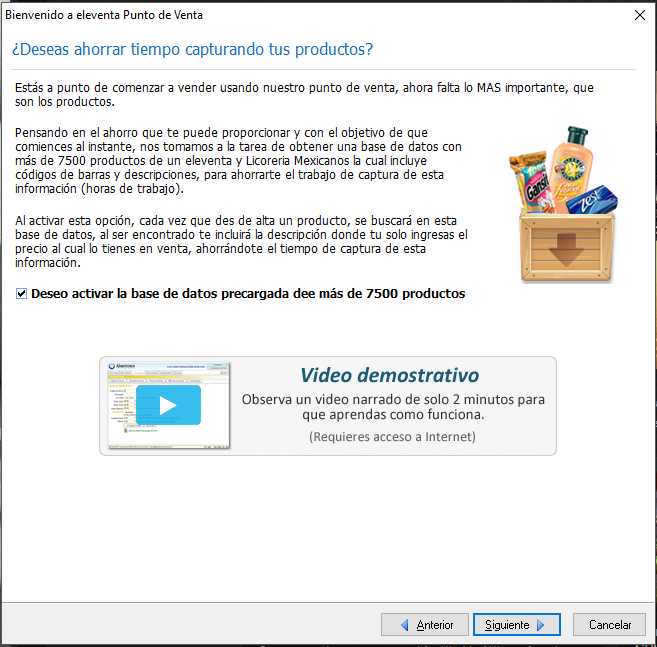 Bienvenido a eleventa Punto de Venta
¿Deseas ahorrar tiempo capturando tus productos?
Estás a punto de comenzar a vender usando nuestro punto de venta, ahora falta lo MAS importante, que
son los productos.
Pensando en el ahorro que te puede proporcionar y con el objetivo de que
comiences al instante, nos tomamos a la tarea de obtener una base de datos con
más de 7500 productos de un eleventa y Licoreria Mexicanos la cual incluye
códigos de barras y descripciones, para ahorrarte el trabajo de captura de esta
información (horas de trabajo).
Al activar esta opción, cada vez que des de alta un producto, se buscará en esta
base de datos, al ser encontrado te incluirá la descripción donde tu solo ingresas el
precio al cual lo tienes en venta, ahorrándote el tiempo de captura de esta
información.
Deseo activar la base de datos precargada dee más de 7500 productos
Video demostrativo
Observa un video narrado de solo 2 minutos para
que aprendas como funciona.
(Requieres acceso a Internet)
Anterior
Siguiente
Cancelar